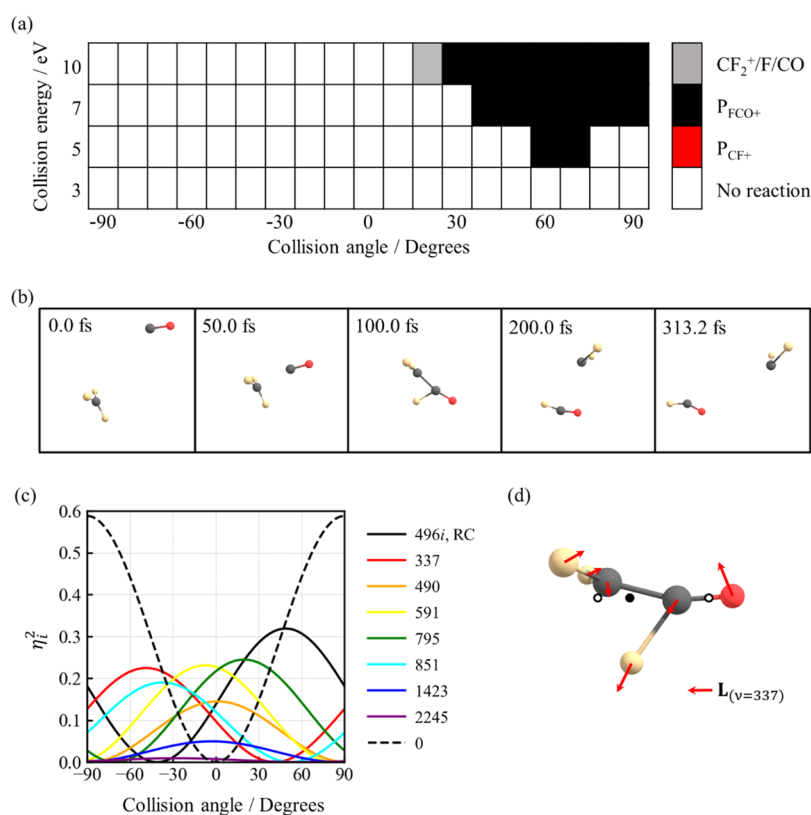 (a)
Collision energy / eV
10
7
5
3
-90 -60 -30 0 30 60 90
Collision angle / Degrees
CF₂⁺/F/CO
P_FCO+
P_CF+
No reaction
(b)
0.0 fs
50.0 fs
100.0 fs
200.0 fs
313.2 fs
(c)
η_i²
0.6
0.5
0.4
0.3
0.2
0.1
0.0
−90 −60 −30 0 30 60 90
Collision angle / Degrees
496i, RC
337
490
591
795
851
1423
2245
0
(d)
L(ν=337)